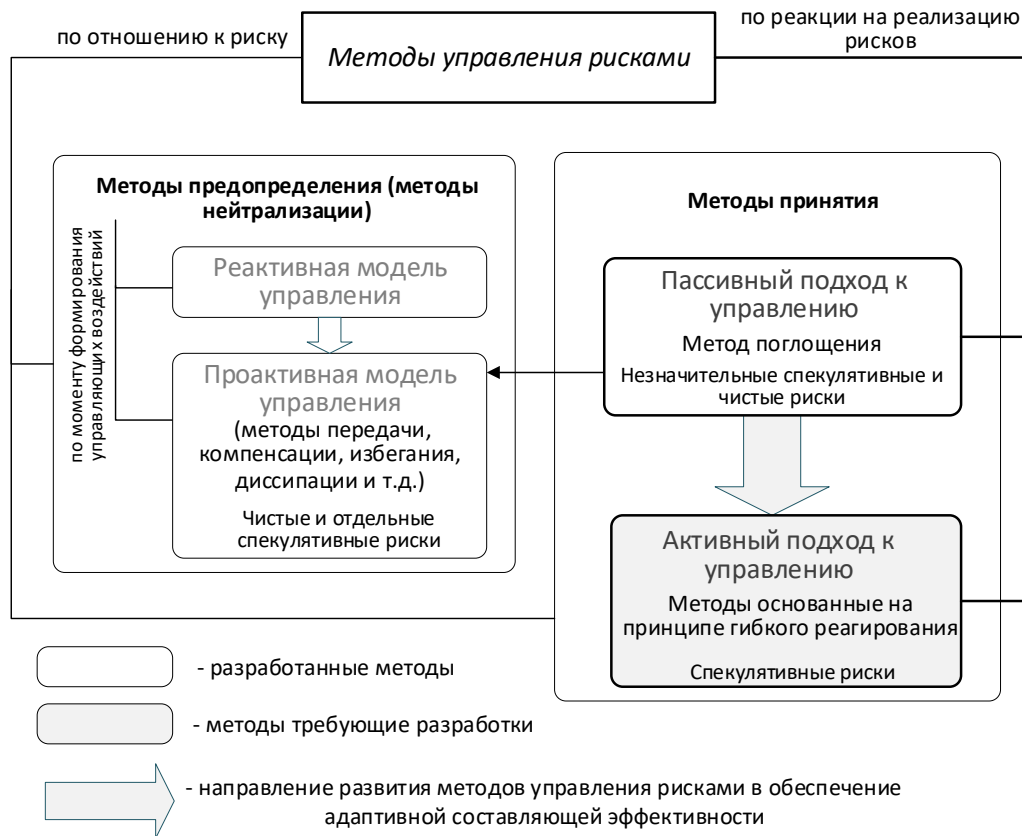 по отношению к риску
Методы управления рисками
по реакции на реализацию
рисков
Методы предопределения (методы
нейтрализации)
по моменту формирования
управляющих воздействий
Реактивная модель
управления
Проактивная модель
управления
(методы передачи,
компенсации, избегания,
диссипации и т.д.)
Чистые и отдельные
спекулятивные риски
Методы принятия
Пассивный подход к
управлению
Метод поглощения
Незначительные спекулятивные и
чистые риски
Активный подход к
управлению
Методы основанные на
принципе гибкого реагирования
Спекулятивные риски
- разработанные методы
- методы требующие разработки
- направление развития методов управления рисками в обеспечение
адаптивной составляющей эффективности